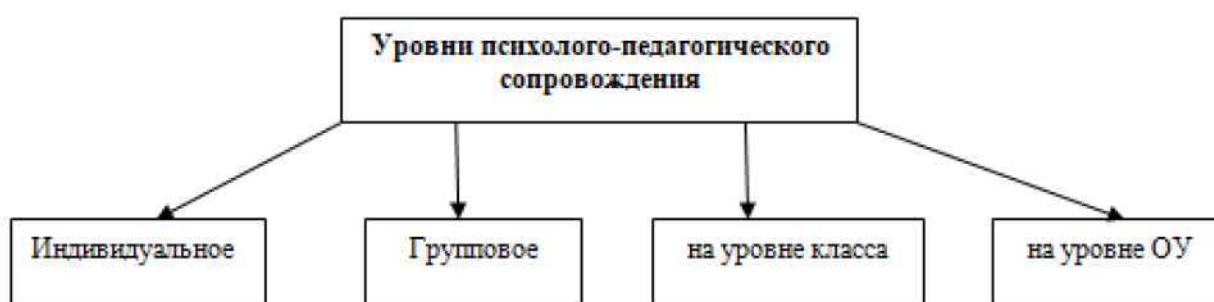 Уровни психолого-педагогического
сопровождения
Индивидуальное
Групповое
на уровне класса
на уровне ОУ